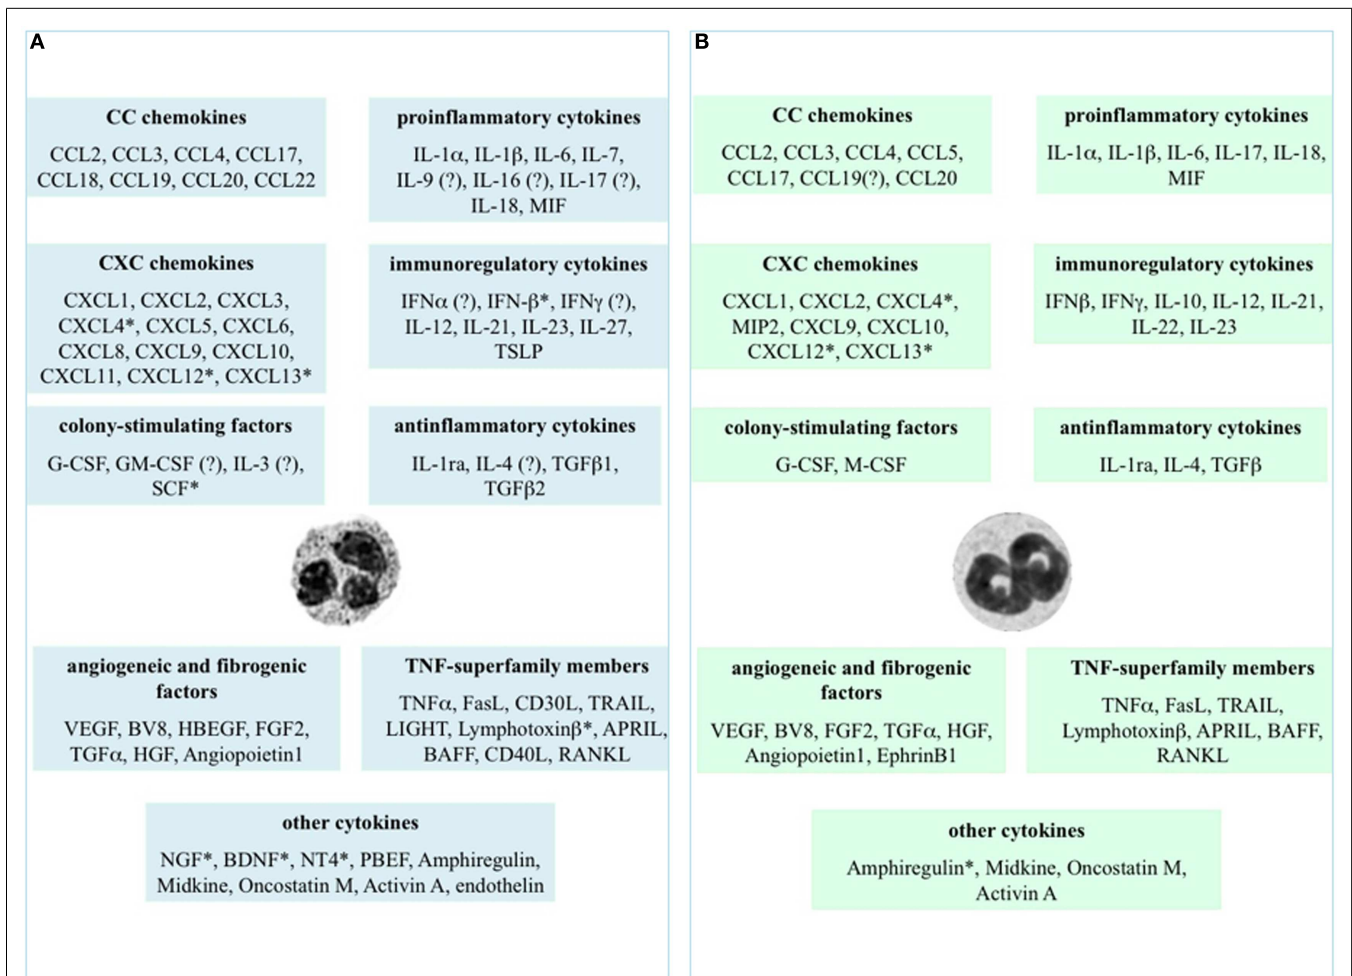 A
CC chemokines
CCL2, CCL3, CCL4, CCL17,
CCL18, CCL19, CCL20, CCL22
proinflammatory cytokines
IL-1α, IL-1β, IL-6, IL-7,
IL-9 (?), IL-16 (?), IL-17 (?),
IL-18, MIF
CXC chemokines
CXCL1, CXCL2, CXCL3,
CXCL4*, CXCL5, CXCL6,
CXCL8, CXCL9, CXCL10,
CXCL11, CXCL12*, CXCL13*
immunoregulatory cytokines
IFNα (?), IFN-β*, IFNγ (?),
IL-12, IL-21, IL-23, IL-27,
TSLP
colony-stimulating factors
G-CSF, GM-CSF (?), IL-3 (?),
SCF*
antinflammatory cytokines
IL-1ra, IL-4 (?), TGFβ1,
TGFβ2
angiogeneic and fibrogenic
factors
VEGF, BV8, HBEGF, FGF2,
TGFα, HGF, Angiopoietin1
TNF-superfamily members
TNFα, FasL, CD30L, TRAIL,
LIGHT, Lymphotoxinβ*, APRIL,
BAFF, CD40L, RANKL
other cytokines
NGF*, BDNF*, NT4*, PBEF, Amphiregulin,
Midkine, Oncostatin M, Activin A, endothelin
B
CC chemokines
CCL2, CCL3, CCL4, CCL5,
CCL17, CCL19(?), CCL20
proinflammatory cytokines
IL-1α, IL-1β, IL-6, IL-17, IL-18,
MIF
CXC chemokines
CXCL1, CXCL2, CXCL4*,
MIP2, CXCL9, CXCL10,
CXCL12*, CXCL13*
immunoregulatory cytokines
IFNβ, IFNγ, IL-10, IL-12, IL-21,
IL-22, IL-23
colony-stimulating factors
G-CSF, M-CSF
antinflammatory cytokines
IL-1ra, IL-4, TGFβ
angiogeneic and fibrogenic
factors
VEGF, BV8, FGF2, TGFα, HGF,
Angiopoietin1, EphrinB1
TNF-superfamily members
TNFα, FasL, TRAIL,
Lymphotoxinβ, APRIL, BAFF,
RANKL
other cytokines
Amphiregulin*, Midkine, Oncostatin M,
Activin A